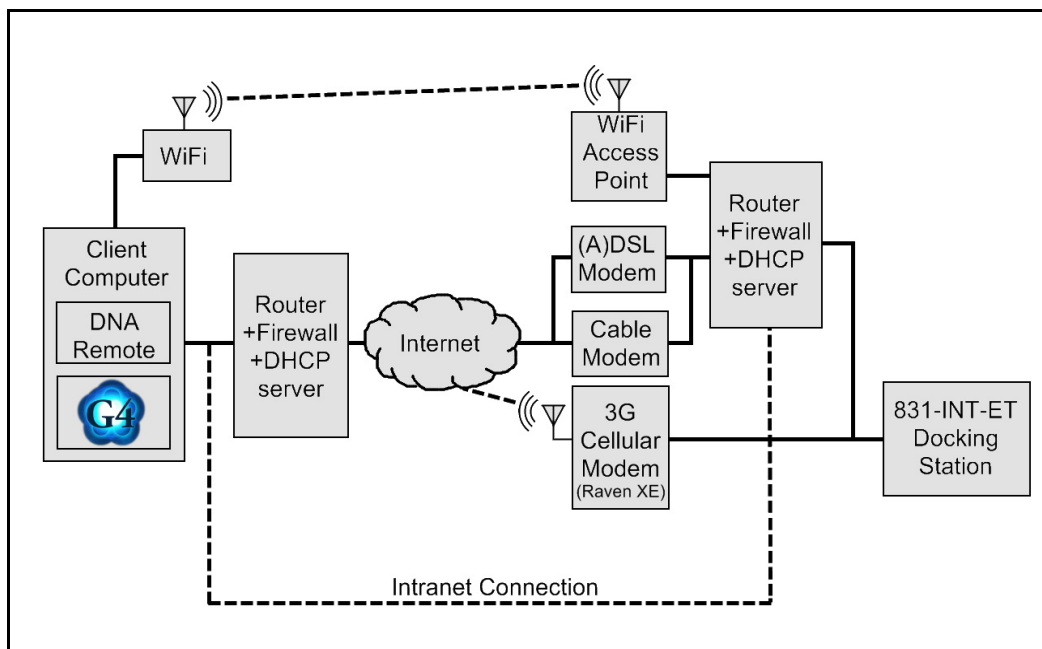 WiFi
WiFi
Access
Point
Client
Computer
DNA
Remote
G4
Router
+Firewall
+DHCP
server
Internet
(A)DSL
Modem
Cable
Modem
3G
Cellular
Modem
(Raven XE)
Router
+Firewall
+DHCP
server
831-INT-ET
Docking
Station
Intranet Connection